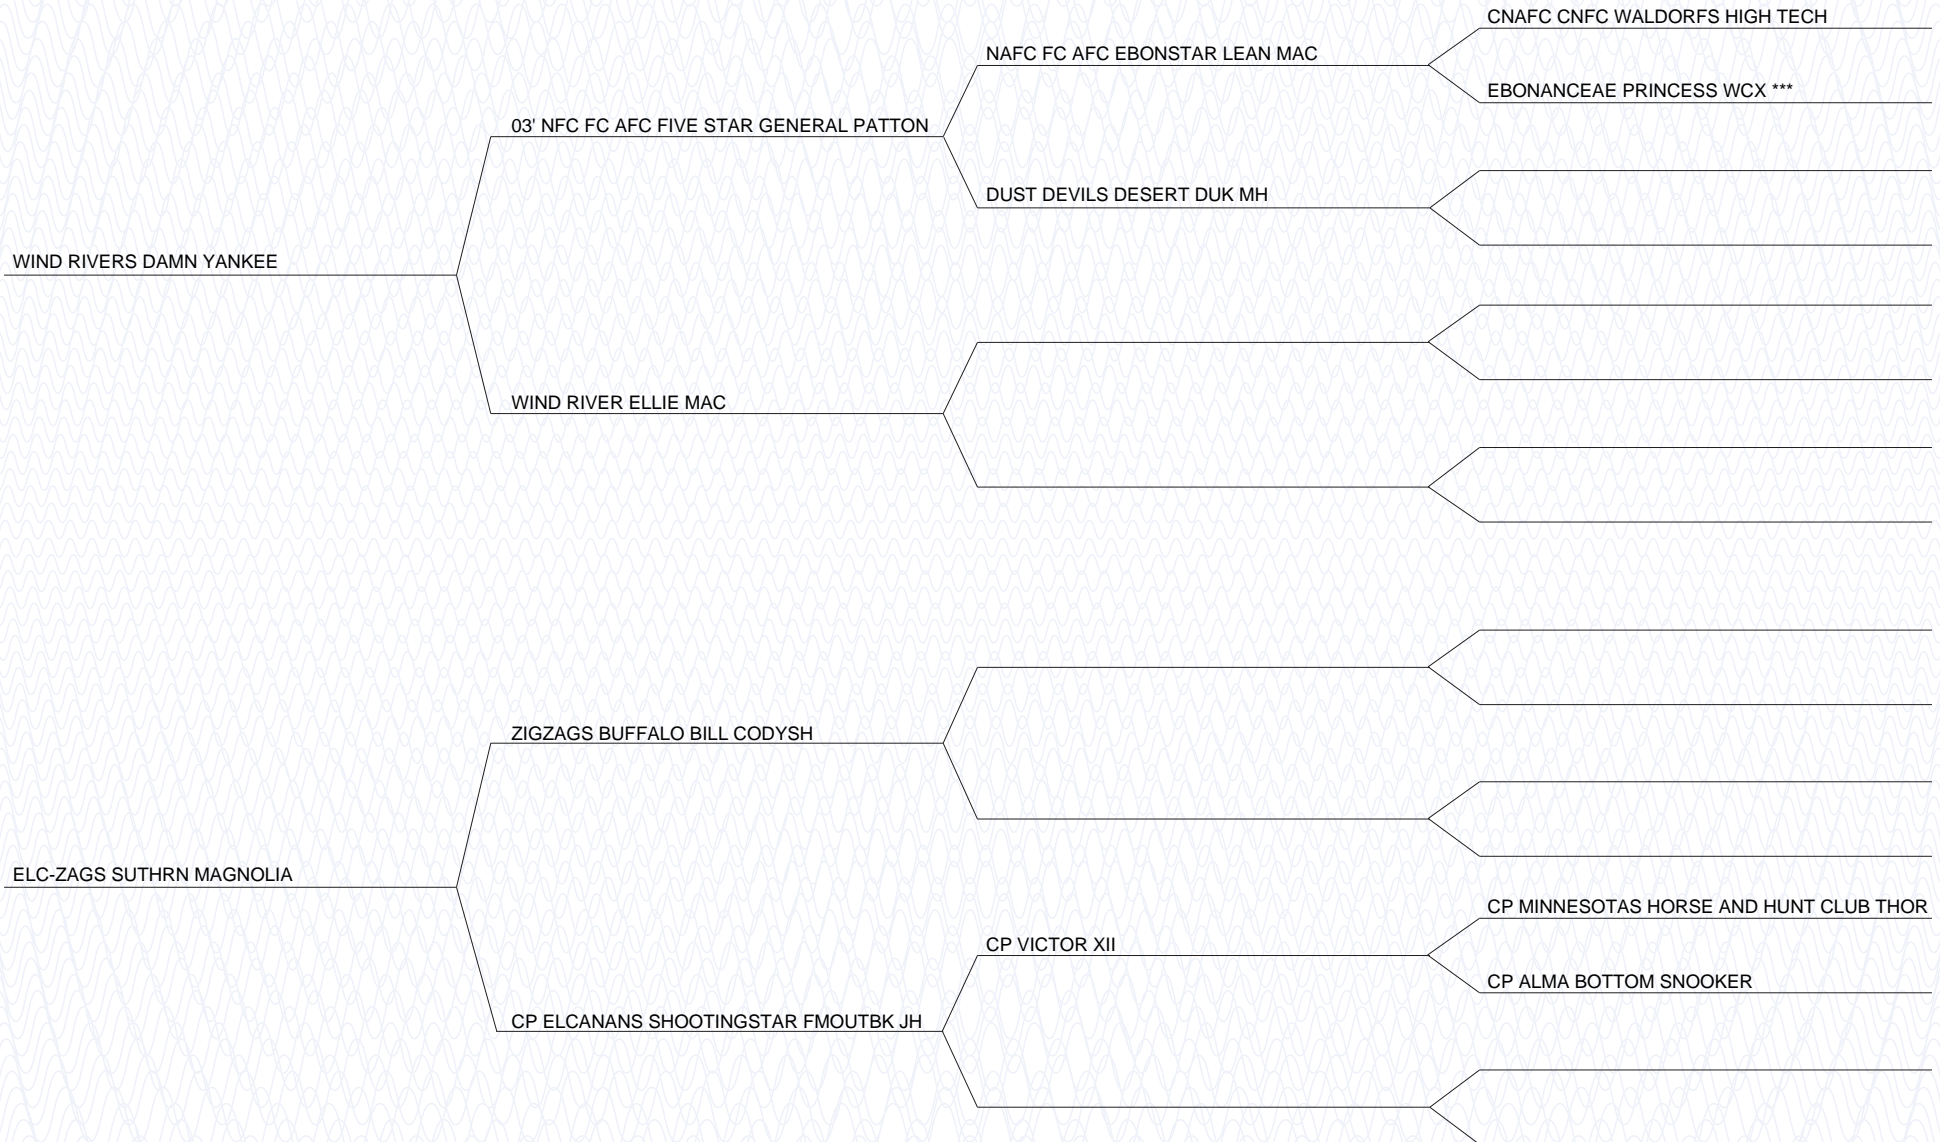 CNAFC CNFC WALDORFS HIGH TECH
NAFC FC AFC EBONSTAR LEAN MAC
EBONANCEAE PRINCESS WCX ***
03' NFC FC AFC FIVE STAR GENERAL PATTON
DUST DEVILS DESERT DUK MH
WIND RIVERS DAMN YANKEE
WIND RIVER ELLIE MAC
ZIGZAGS BUFFALO BILL CODYSH
ELC-ZAGS SUTHRN MAGNOLIA
CP MINNESOTAS HORSE AND HUNT CLUB THOR
CP VICTOR XII
CP ALMA BOTTOM SNOOKER
CP ELCANANS SHOOTINGSTAR FMOUTBK JH